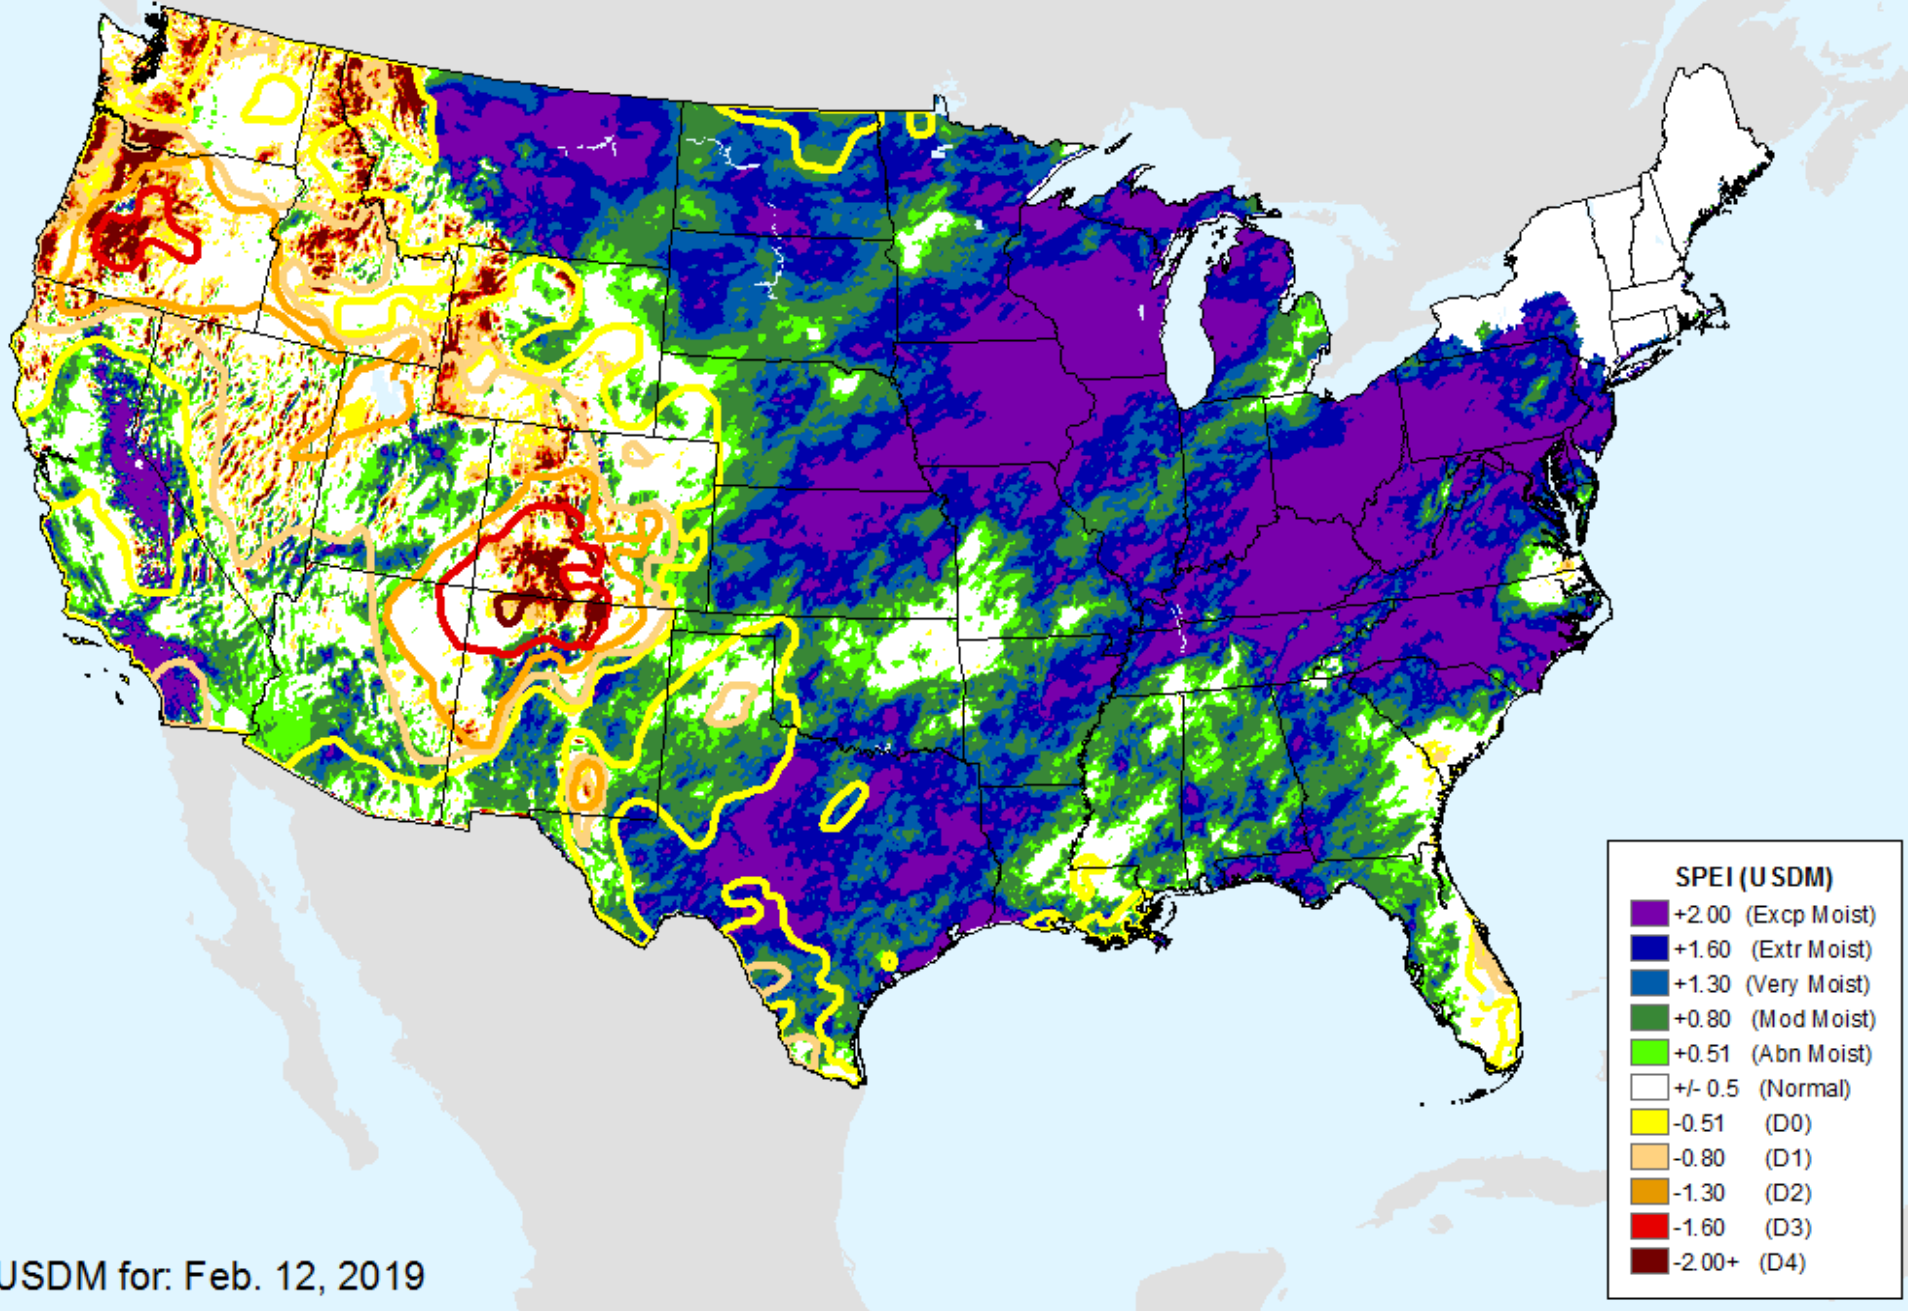 SPEI (USDM)
+2.00 (Excp Moist)
+1.60 (Extr Moist)
+1.30 (Very Moist)
+0.80 (Mod Moist)
+0.51 (Abn Moist)
+/- 0.5 (Normal)
-0.51 (D0)
-0.80 (D1)
-1.30 (D2)
-1.60 (D3)
-2.00+ (D4)
USDM for: Feb. 12, 2019